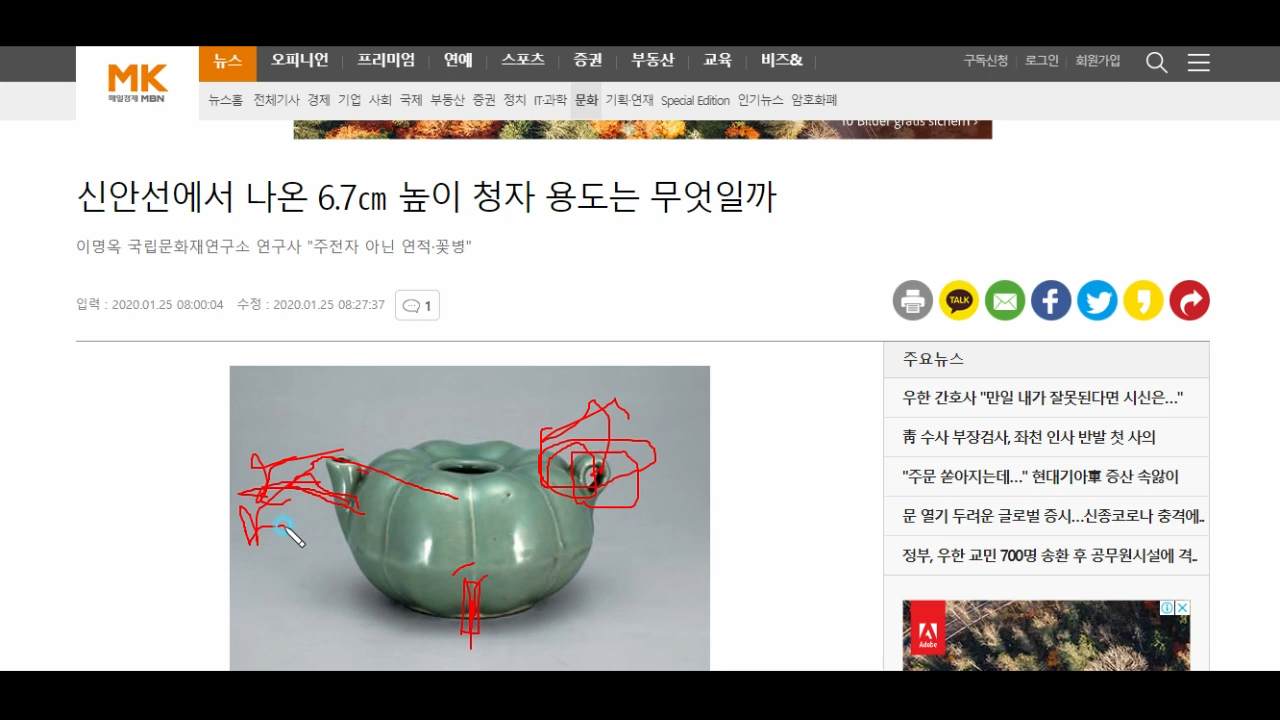 MK
매일경제 MBN
뉴스 오피니언 프리미엄 연예 스포츠 증권 부동산 교육 비즈&
구독신청 로그인 회원가입
뉴스홈 전체기사 경제 기업 사회 국제 부동산 증권 정치 IT·과학 문화 기획·연재 Special Edition 인기뉴스 암호화폐
10 Bilder gratis sichern ›
신안선에서 나온 6.7㎝ 높이 청자 용도는 무엇일까
이명옥 국립문화재연구소 연구사 "주전자 아닌 연적·꽃병"
입력 : 2020.01.25 08:00:04 수정 : 2020.01.25 08:27:37 1
TALK
주요뉴스
우한 간호사 "만일 내가 잘못된다면 시신은…"
靑 수사 부장검사, 좌천 인사 반발 첫 사의
"주문 쏟아지는데…" 현대기아車 증산 속앓이
문 열기 두려운 글로벌 증시…신종코로나 충격에..
정부, 우한 교민 700명 송환 후 공무원시설에 격..
Adobe